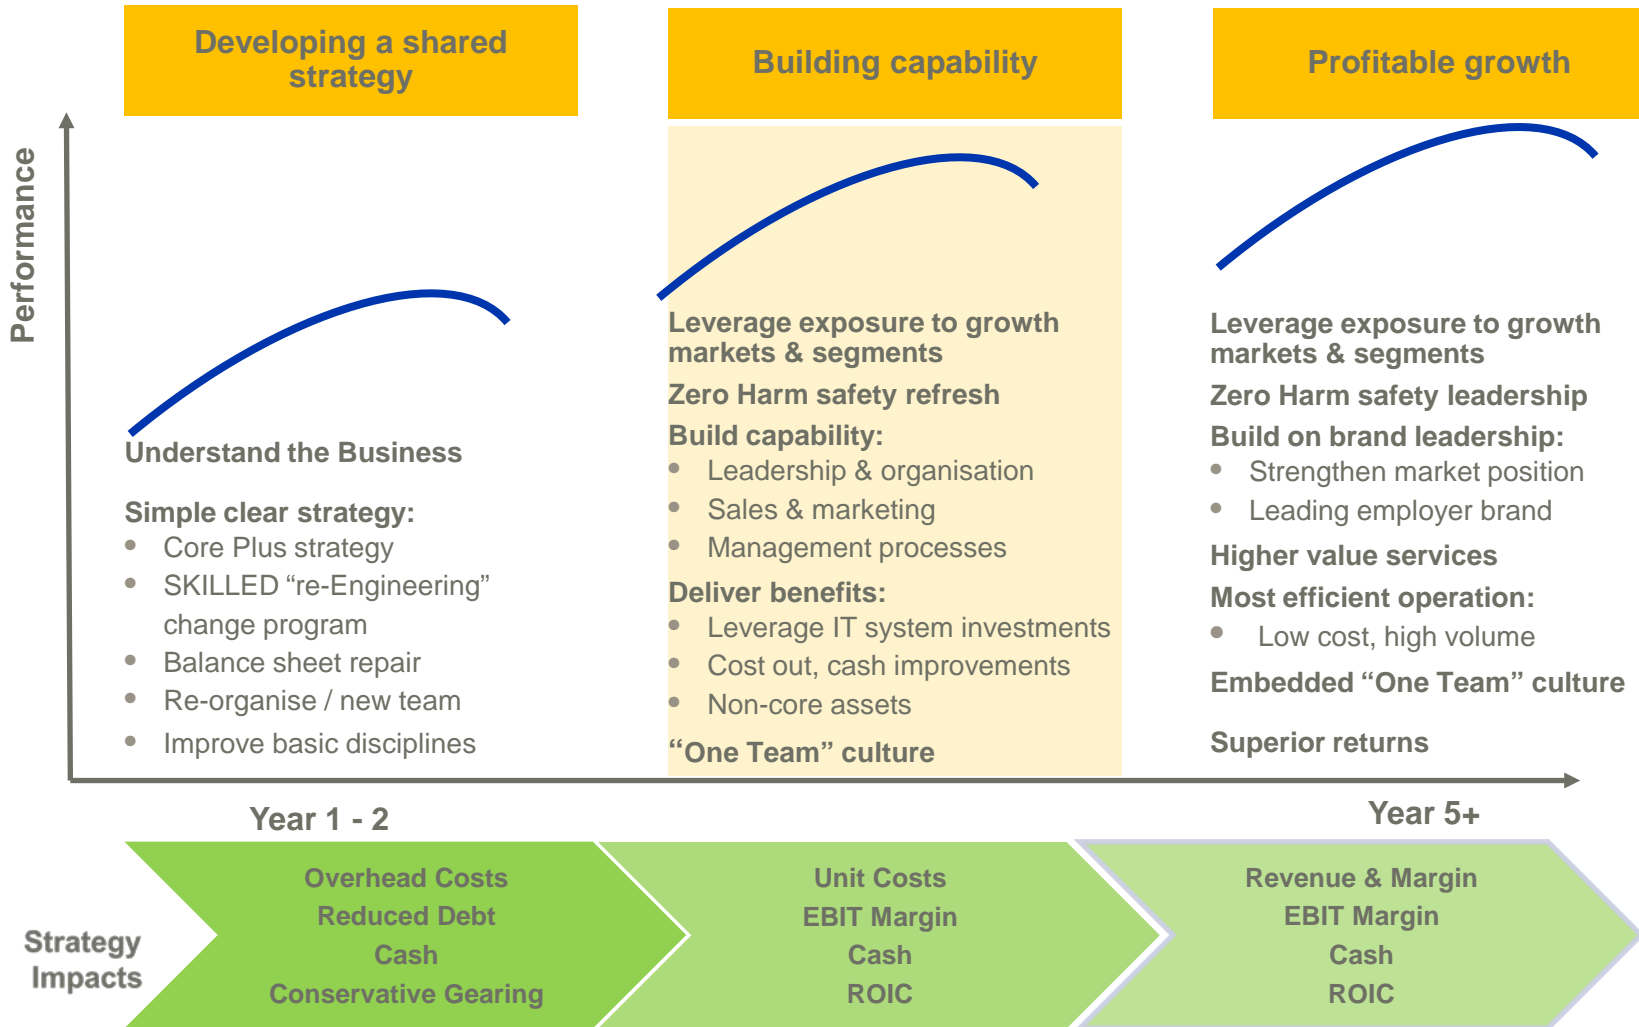 Developing a shared
strategy
Building capability
Profitable growth
Performance
Understand the Business
Simple clear strategy:
• Core Plus strategy
• SKILLED “re-Engineering”
change program
• Balance sheet repair
• Re-organise / new team
• Improve basic disciplines
Leverage exposure to growth
markets & segments
Zero Harm safety refresh
Build capability:
• Leadership & organisation
• Sales & marketing
• Management processes
Deliver benefits:
• Leverage IT system investments
• Cost out, cash improvements
• Non-core assets
“One Team” culture
Leverage exposure to growth
markets & segments
Zero Harm safety leadership
Build on brand leadership:
• Strengthen market position
• Leading employer brand
Higher value services
Most efficient operation:
• Low cost, high volume
Embedded “One Team” culture
Superior returns
Year 1 - 2
Year 5+
Strategy
Impacts
Overhead Costs
Reduced Debt
Cash
Conservative Gearing
Unit Costs
EBIT Margin
Cash
ROIC
Revenue & Margin
EBIT Margin
Cash
ROIC